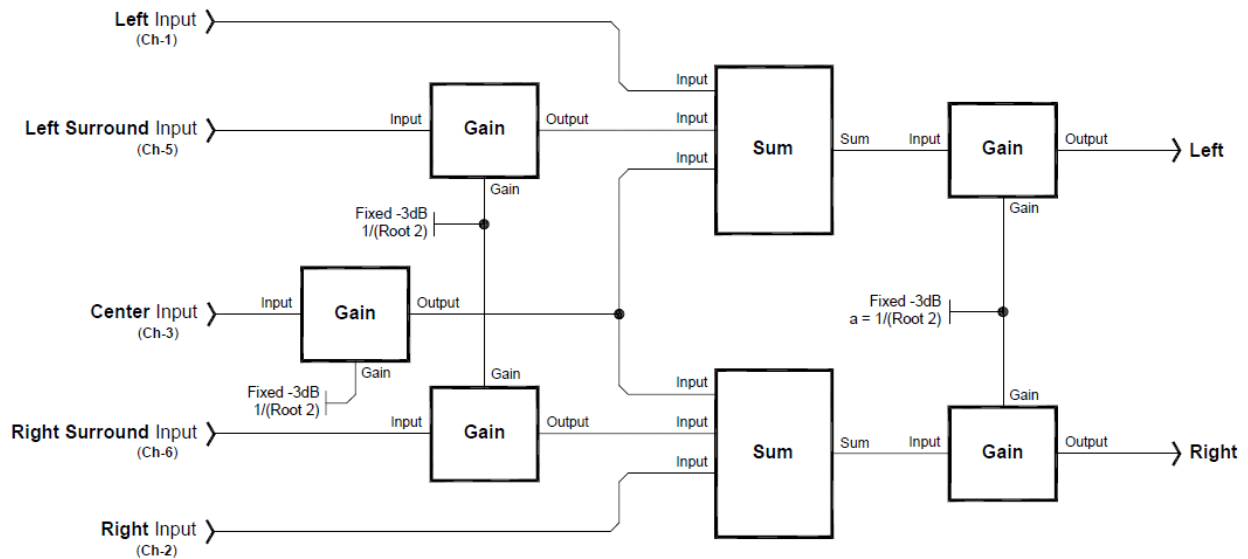 Left Input
(Ch-1)
Input
Left Surround Input
(Ch-5)
Input
Gain
Output
Input
Input
Sum
Sum
Input
Gain
Output
Left
Gain
Gain
Fixed -3dB
1/(Root 2)
Center Input
(Ch-3)
Input
Gain
Output
Fixed -3dB
a = 1/(Root 2)
Gain
Fixed -3dB
1/(Root 2)
Gain
Gain
Right Surround Input
(Ch-6)
Input
Gain
Output
Input
Input
Input
Sum
Sum
Input
Gain
Output
Right
Right Input
(Ch-2)